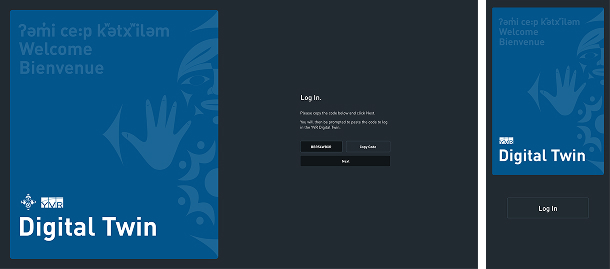 ʔəm̓i ce:p k̓ʷətxʷiləm
Welcome
Bienvenue
YVR
Digital Twin
Log In.
Please copy the code below and click Next.
You will then be prompted to paste the code to log
in the YVR Digital Twin.
Copy Code
Next
ʔəm̓i ce:p k̓ʷətxʷiləm
Welcome
Bienvenue
YVR
Digital Twin
Log In